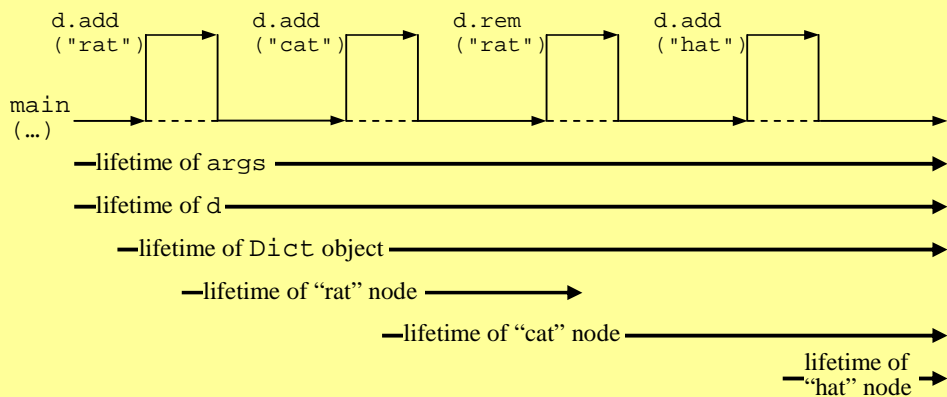 d.add
("rat")
d.add
("cat")
d.rem
("rat")
d.add
("hat")
main
(…)
lifetime of args
lifetime of d
lifetime of Dict object
lifetime of “rat” node
lifetime of “cat” node
lifetime of
“hat” node